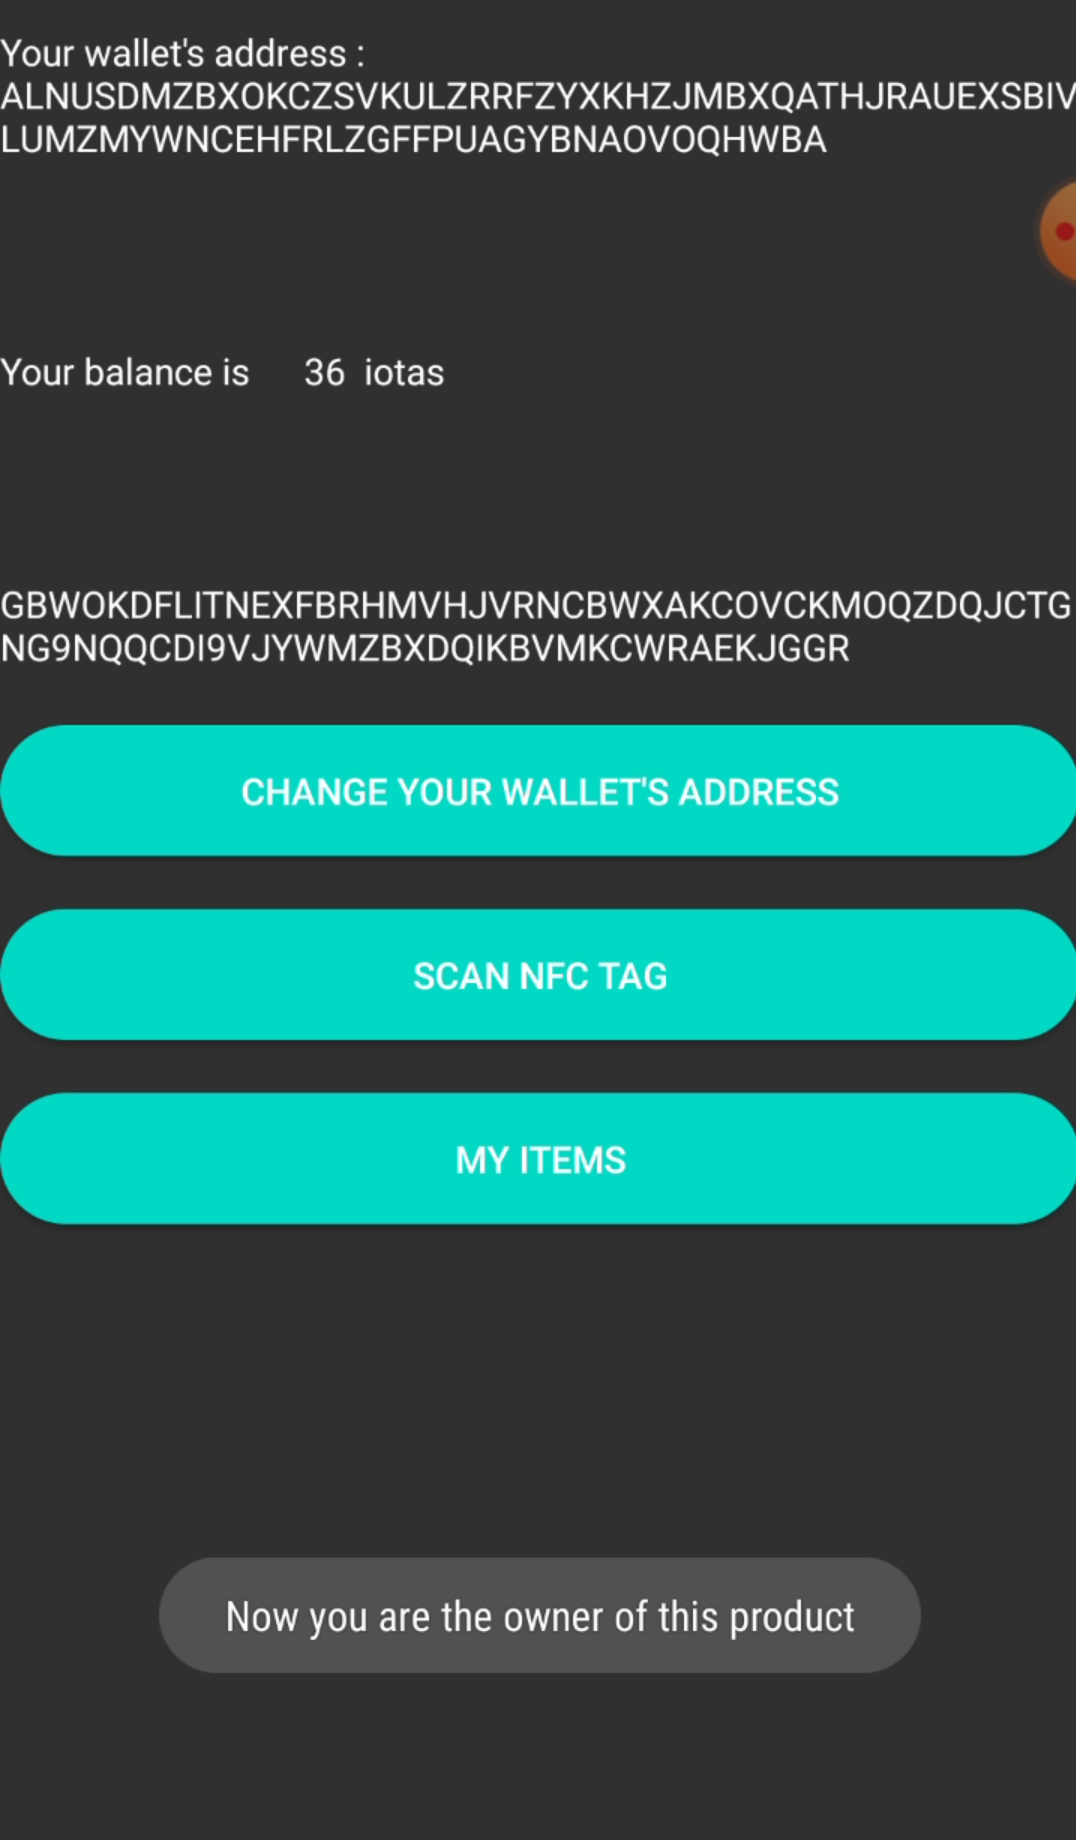 Your wallet's address :
ALNUSDMZBXOKCZSVKULZRRFZYXKHZJMBXQATHJRAUEXSBIV
LUMZMYWNCEHFRLZGFFPUAGYBNAOVOQHWBA
Your balance is 36 iotas
GBWOKDFLITNEXFBRHMVHJVRNCBWXAKCOVCKMOQZDQJCTG
NG9NQQCDI9VJYWMZBXDQIKBVMKCWRAEKJGGR
CHANGE YOUR WALLET'S ADDRESS
SCAN NFC TAG
MY ITEMS
Now you are the owner of this product